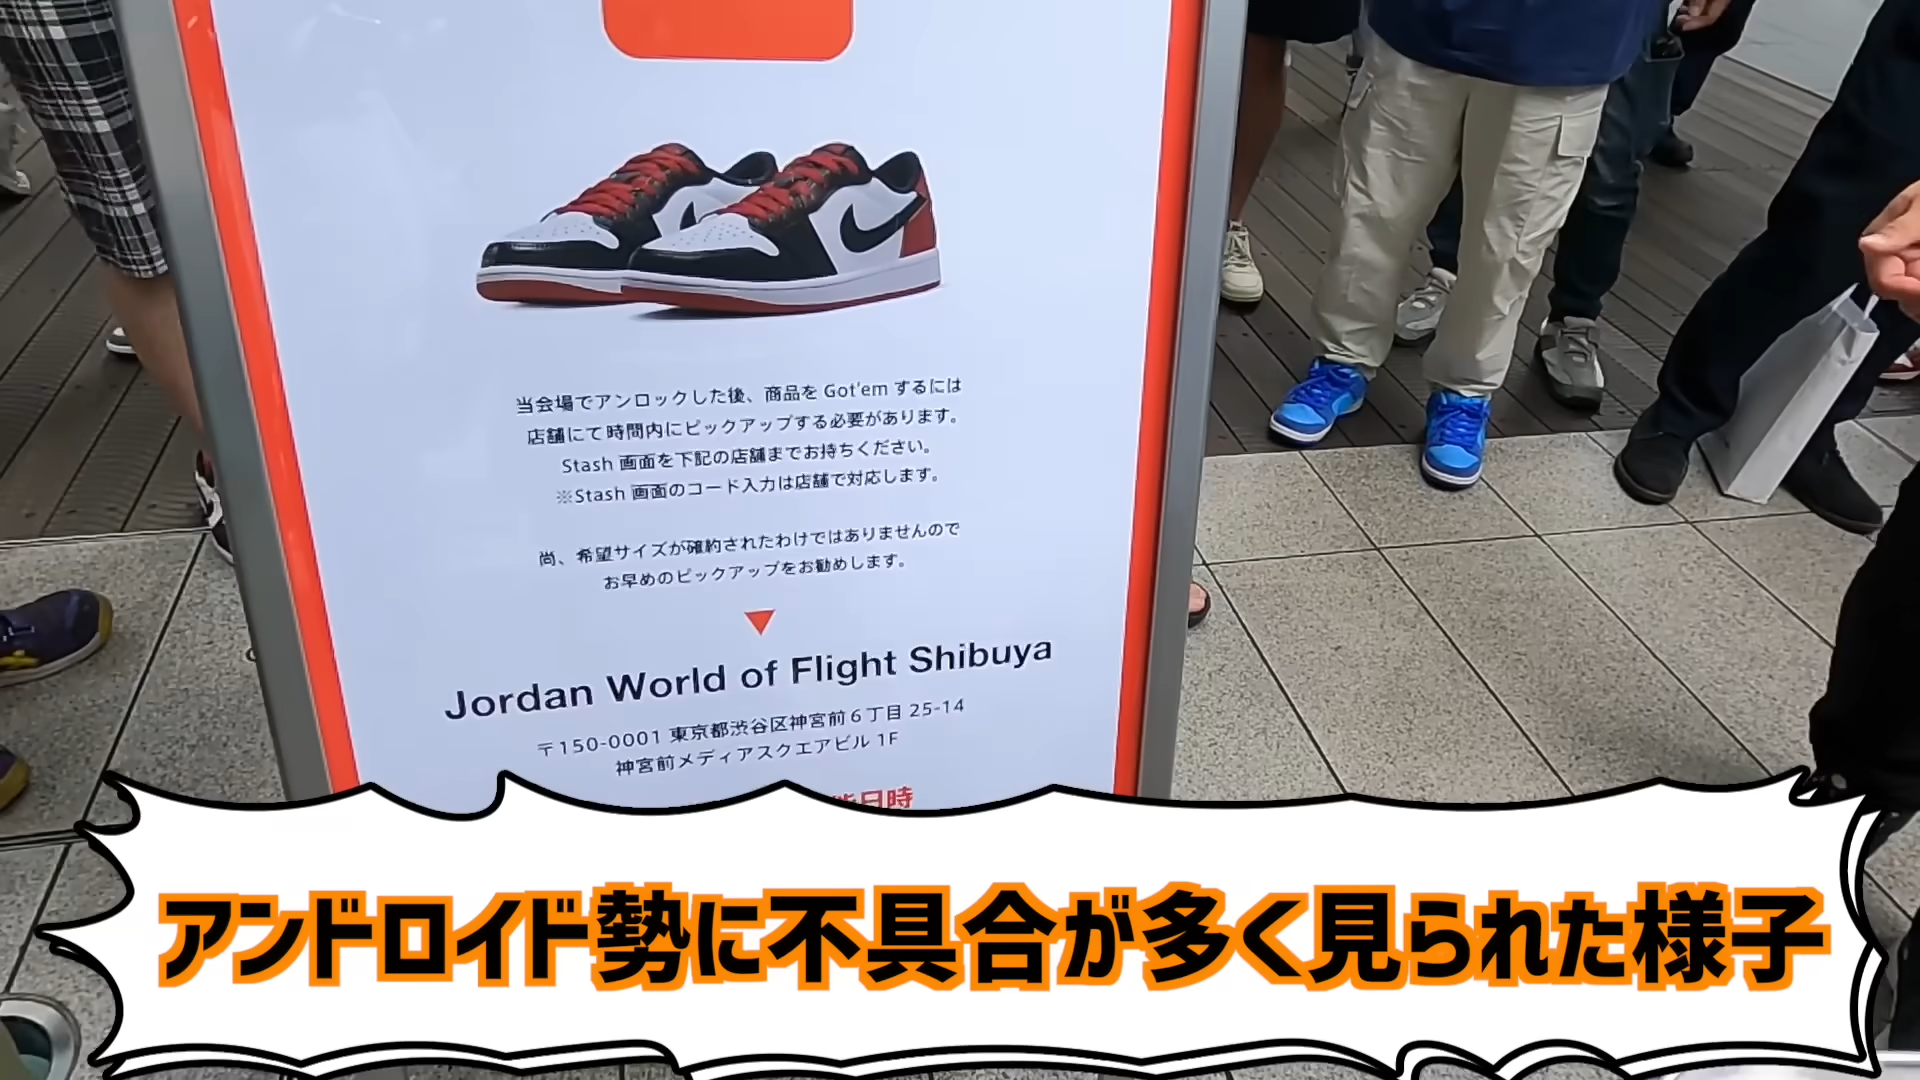 当会場でアンロックした後、商品を Got'em するには
店舗にて時間内にピックアップする必要があります。
Stash 画面を下記の店舗までお持ちください。
※Stash 画面のコード入力は店舗で対応します。
尚、希望サイズが確約されたわけではありませんので
お早めのピックアップをお勧めします。
Jordan World of Flight Shibuya
〒150-0001 東京都渋谷区神宮前6丁目 25-14
神宮前メディアスクエアビル 1F
日時
アンドロイド勢に不具合が多く見られた様子